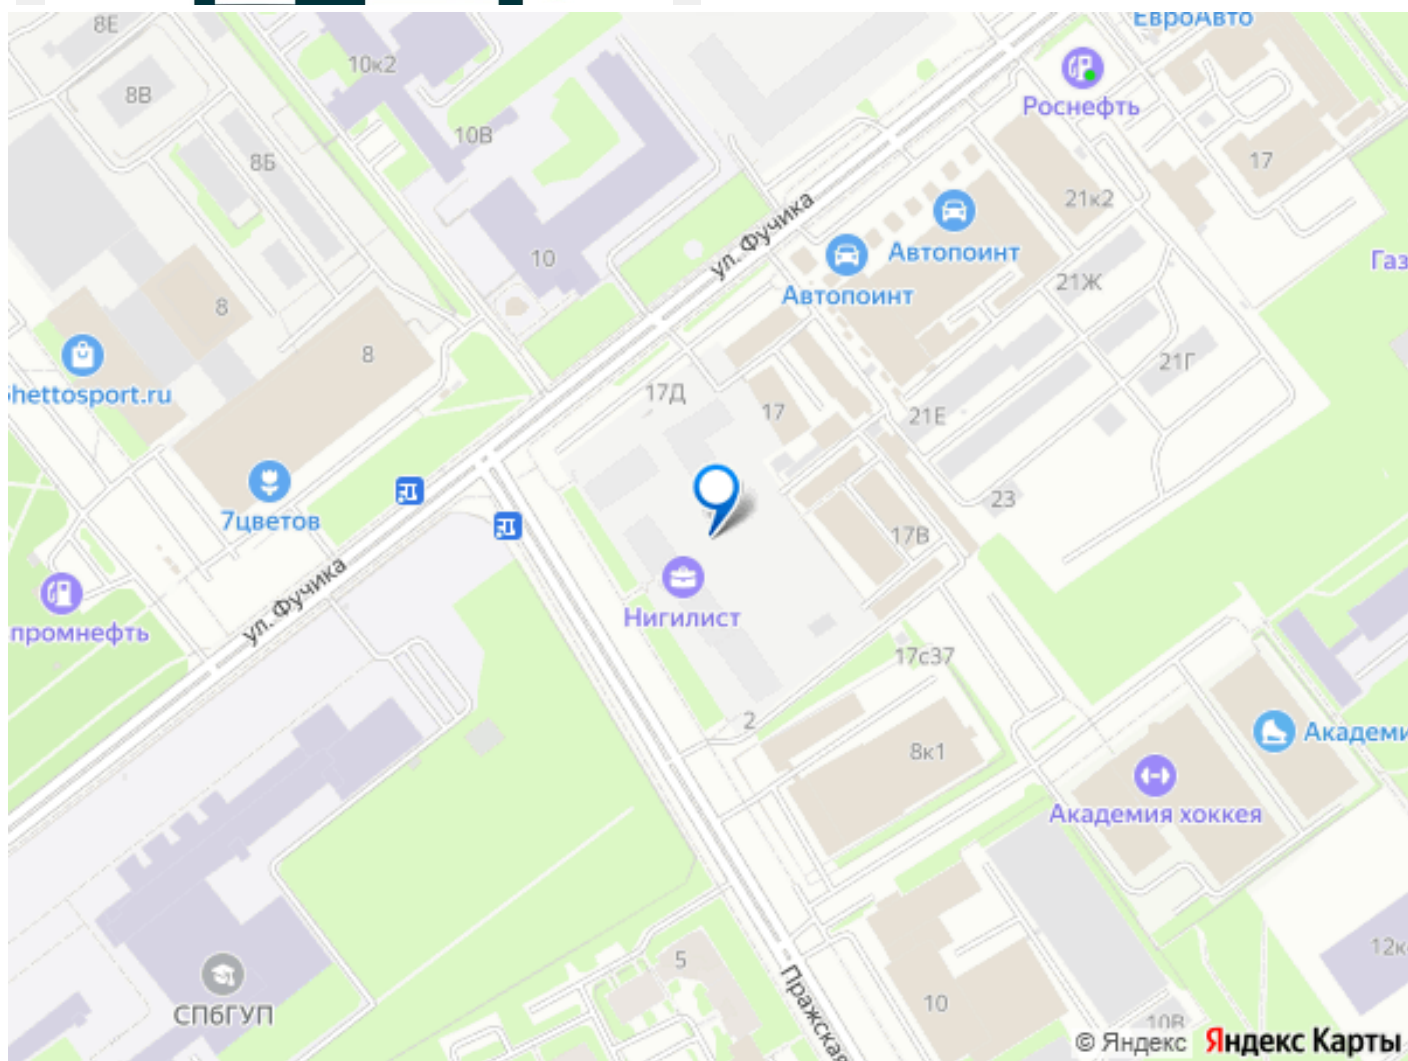 8Е
ЕвроАвто
10к2
8В
Роснефть
10В
8Б
17
21к2
ул. Фучика
Автопоинт
10
Газ
21Ж
Автопоинт
8
8
21Г
hettosport.ru
17Д
17
21Е
23
7цветов
17В
ул. Фучика
Нигилист
промнефть
17с37
2
8к1
Академи
Академия хоккея
12к
5
СПбГУП
Пражская
10
10В
© Яндекс Яндекс Карты